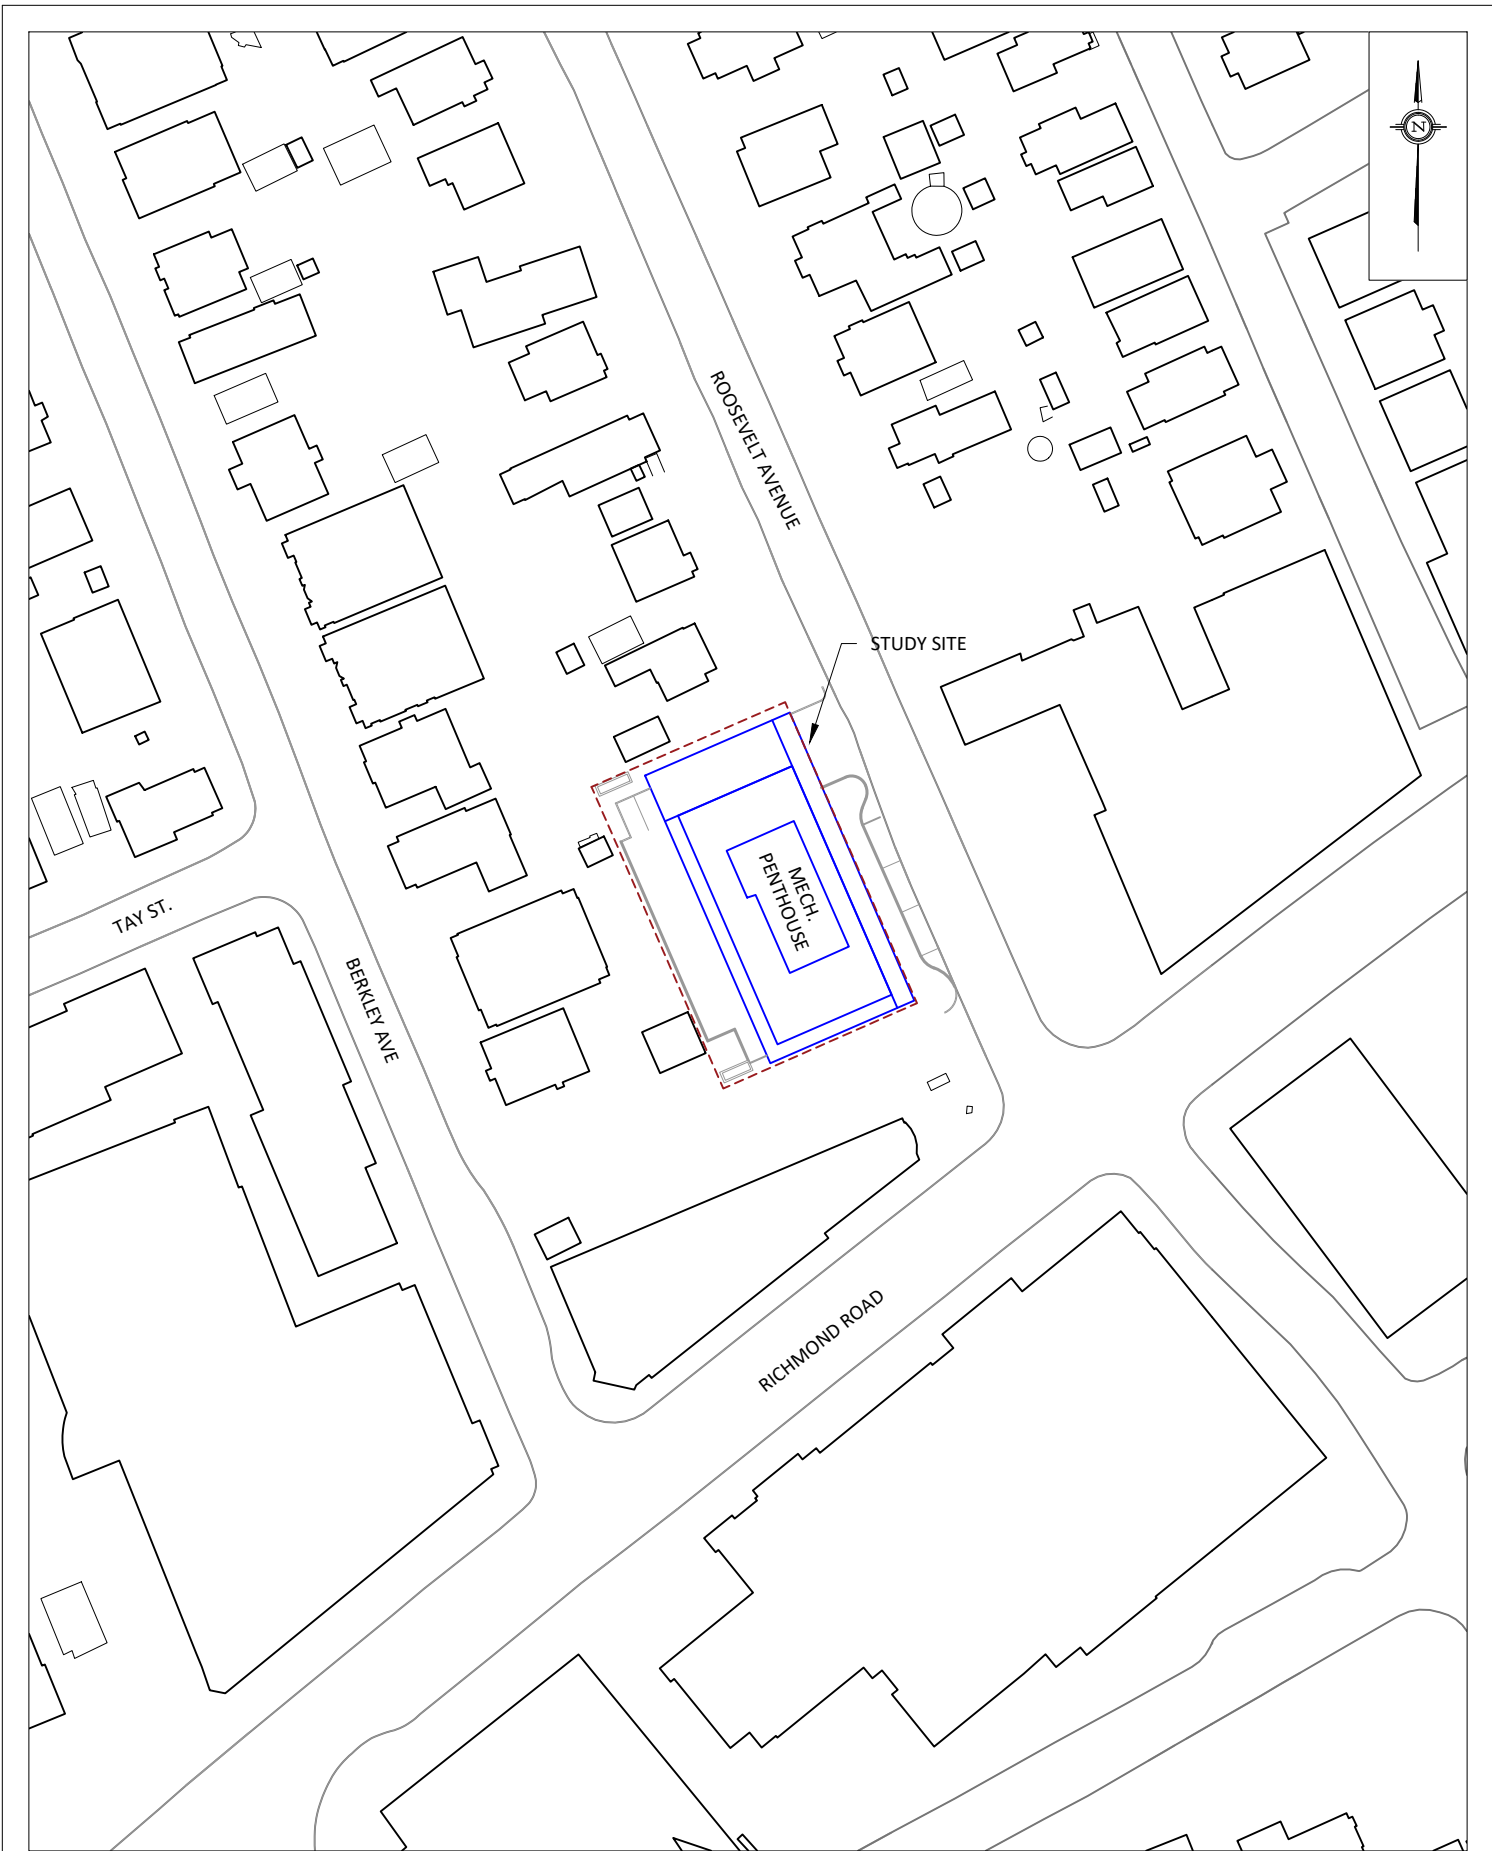 N
ROOSEVELT AVENUE
STUDY SITE
MECH.
PENTHOUSE
TAY ST.
BERKLEY AVE
RICHMOND ROAD